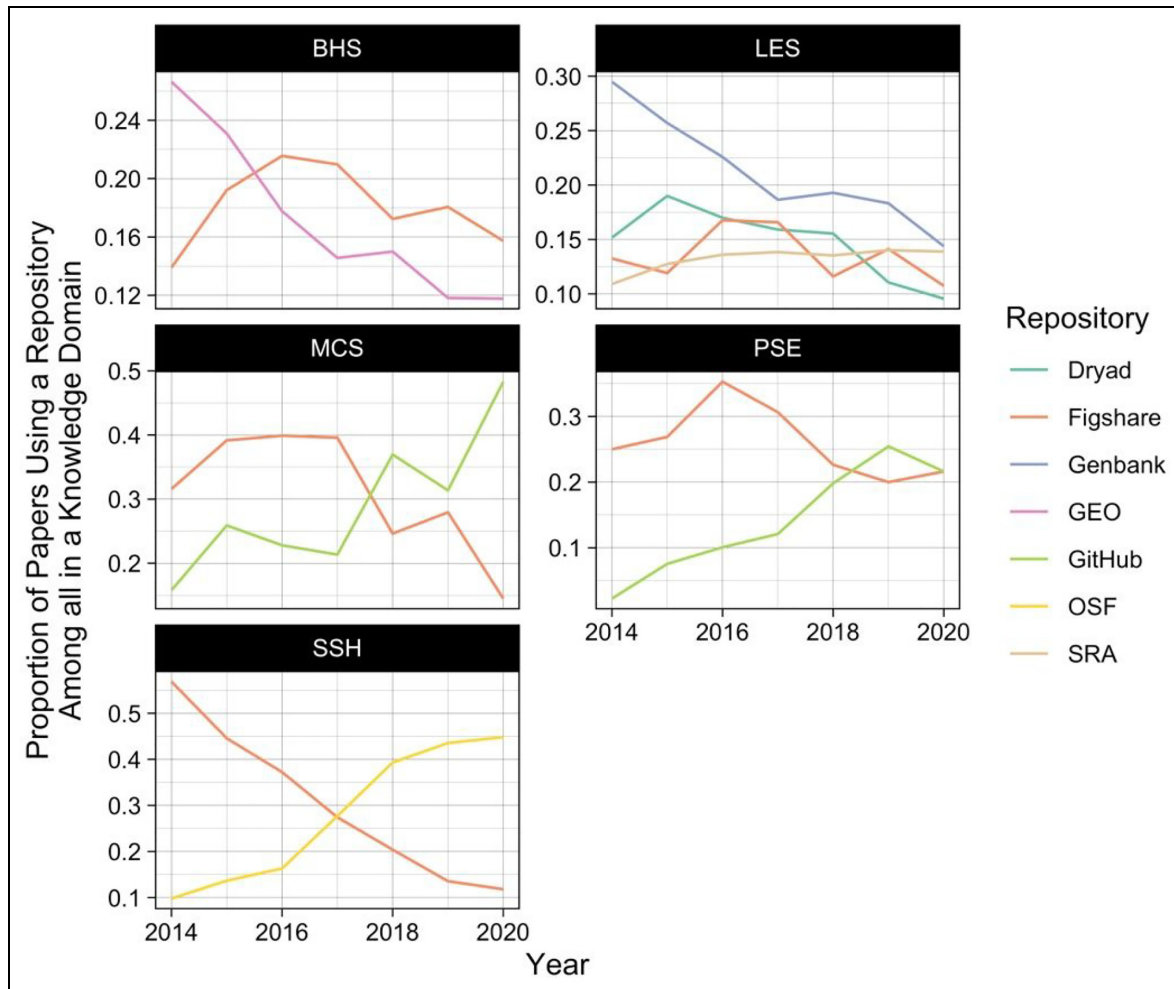 Proportion of Papers Using a Repository
Among all in a Knowledge Domain
BHS
0.24
0.20
0.16
0.12
LES
0.30
0.25
0.20
0.15
0.10
MCS
0.5
0.4
0.3
0.2
PSE
0.3
0.2
0.1
2014 2016 2018 2020
SSH
0.5
0.4
0.3
0.2
0.1
2014 2016 2018 2020
Year
Repository
Dryad
Figshare
Genbank
GEO
GitHub
OSF
SRA